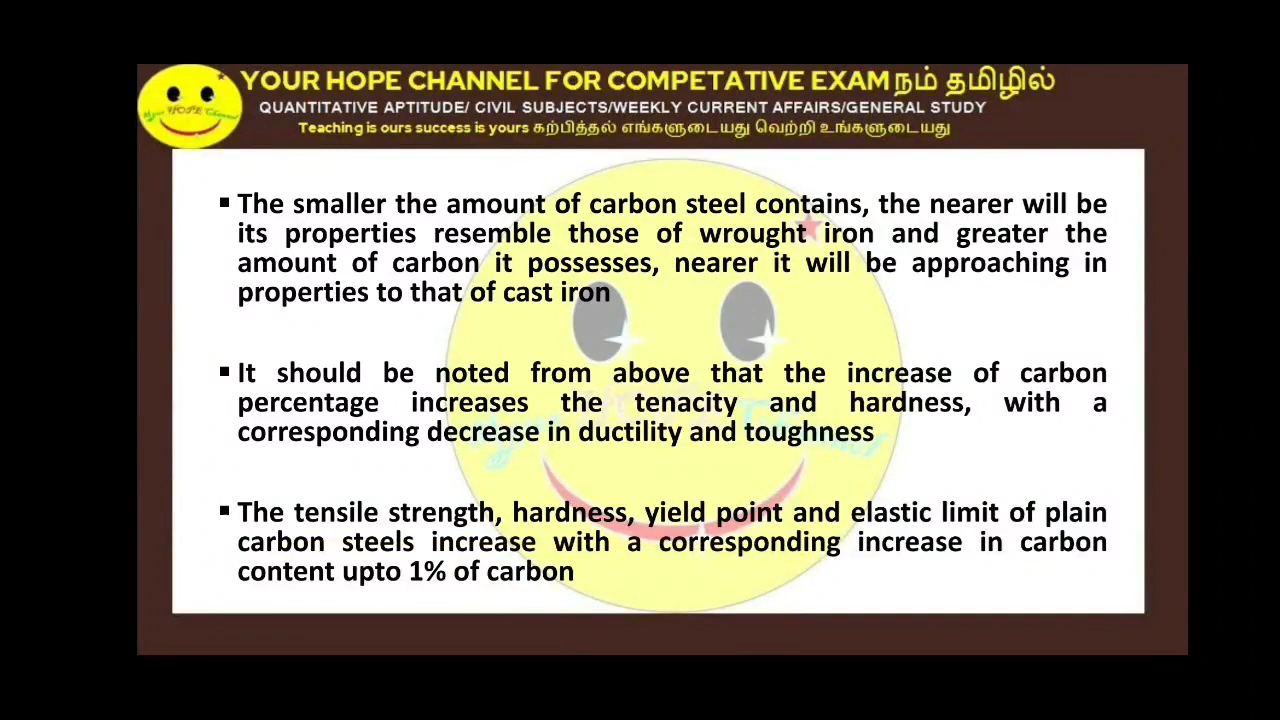 YOUR HOPE CHANNEL FOR COMPETATIVE EXAM நம் தமிழில்
QUANTITATIVE APTITUDE/ CIVIL SUBJECTS/WEEKLY CURRENT AFFAIRS/GENERAL STUDY
Teaching is ours success is yours கற்பித்தல் எங்களுடையது வெற்றி உங்களுடையது
▪ The smaller the amount of carbon steel contains, the nearer will be
its properties resemble those of wrought iron and greater the
amount of carbon it possesses, nearer it will be approaching in
properties to that of cast iron
▪ It should be noted from above that the increase of carbon
percentage increases the tenacity and hardness, with a
corresponding decrease in ductility and toughness
▪ The tensile strength, hardness, yield point and elastic limit of plain
carbon steels increase with a corresponding increase in carbon
content upto 1% of carbon